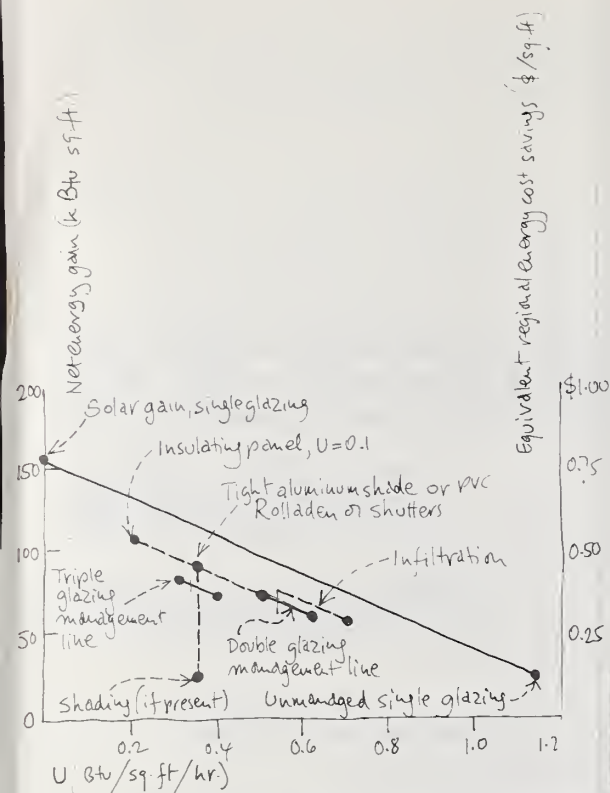 Net energy gain (k Btu sq.ft.)
Equivalent regional energy cost savings $/sq.ft)
200
$1.00
Solar gain, single glazing
Insulating panel, U=0.1
150
0.75
Tight aluminum shade or PVC
Rolladen or shutters
100
0.50
Infiltration
Triple
glazing
management
line
50
0.25
Double glazing
management line
Shading (if present)
Unmanaged single glazing
0
0.2
0.4
0.6
0.8
1.0
1.2
U Btu/sq.ft/hr.)